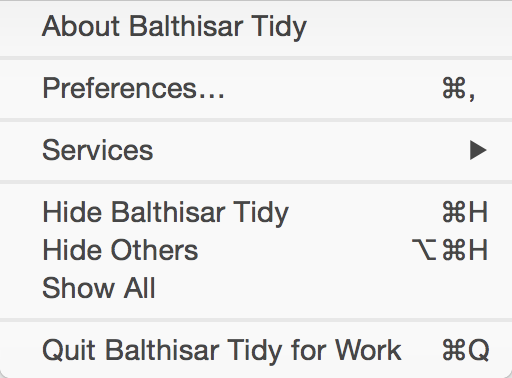 About Balthisar Tidy
Preferences… ⌘,
Services ▶
Hide Balthisar Tidy ⌘H
Hide Others ⌥⌘H
Show All
Quit Balthisar Tidy for Work ⌘Q